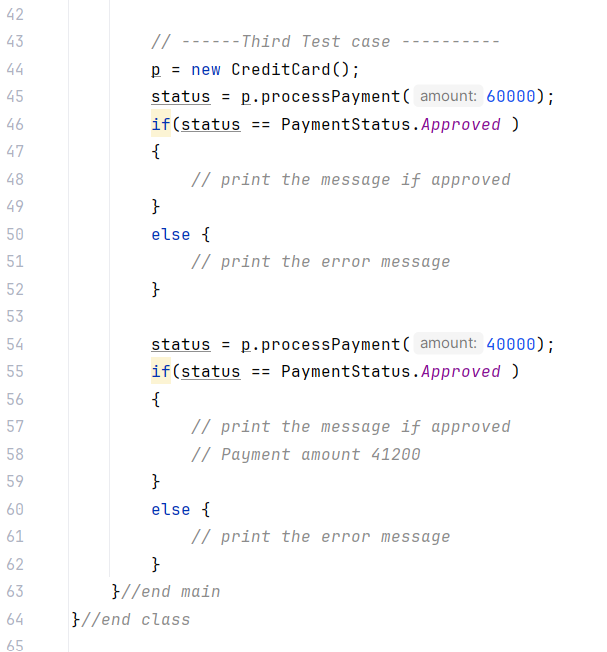 42
43 // ------Third Test case ----------
44 p = new CreditCard();
45 status = p.processPayment( amount: 60000);
46 if(status == PaymentStatus.Approved )
47 {
48 // print the message if approved
49 }
50 else {
51 // print the error message
52 }
53
54 status = p.processPayment( amount: 40000);
55 if(status == PaymentStatus.Approved )
56 {
57 // print the message if approved
58 // Payment amount 41200
59 }
60 else {
61 // print the error message
62 }
63 }//end main
64 }//end class
65